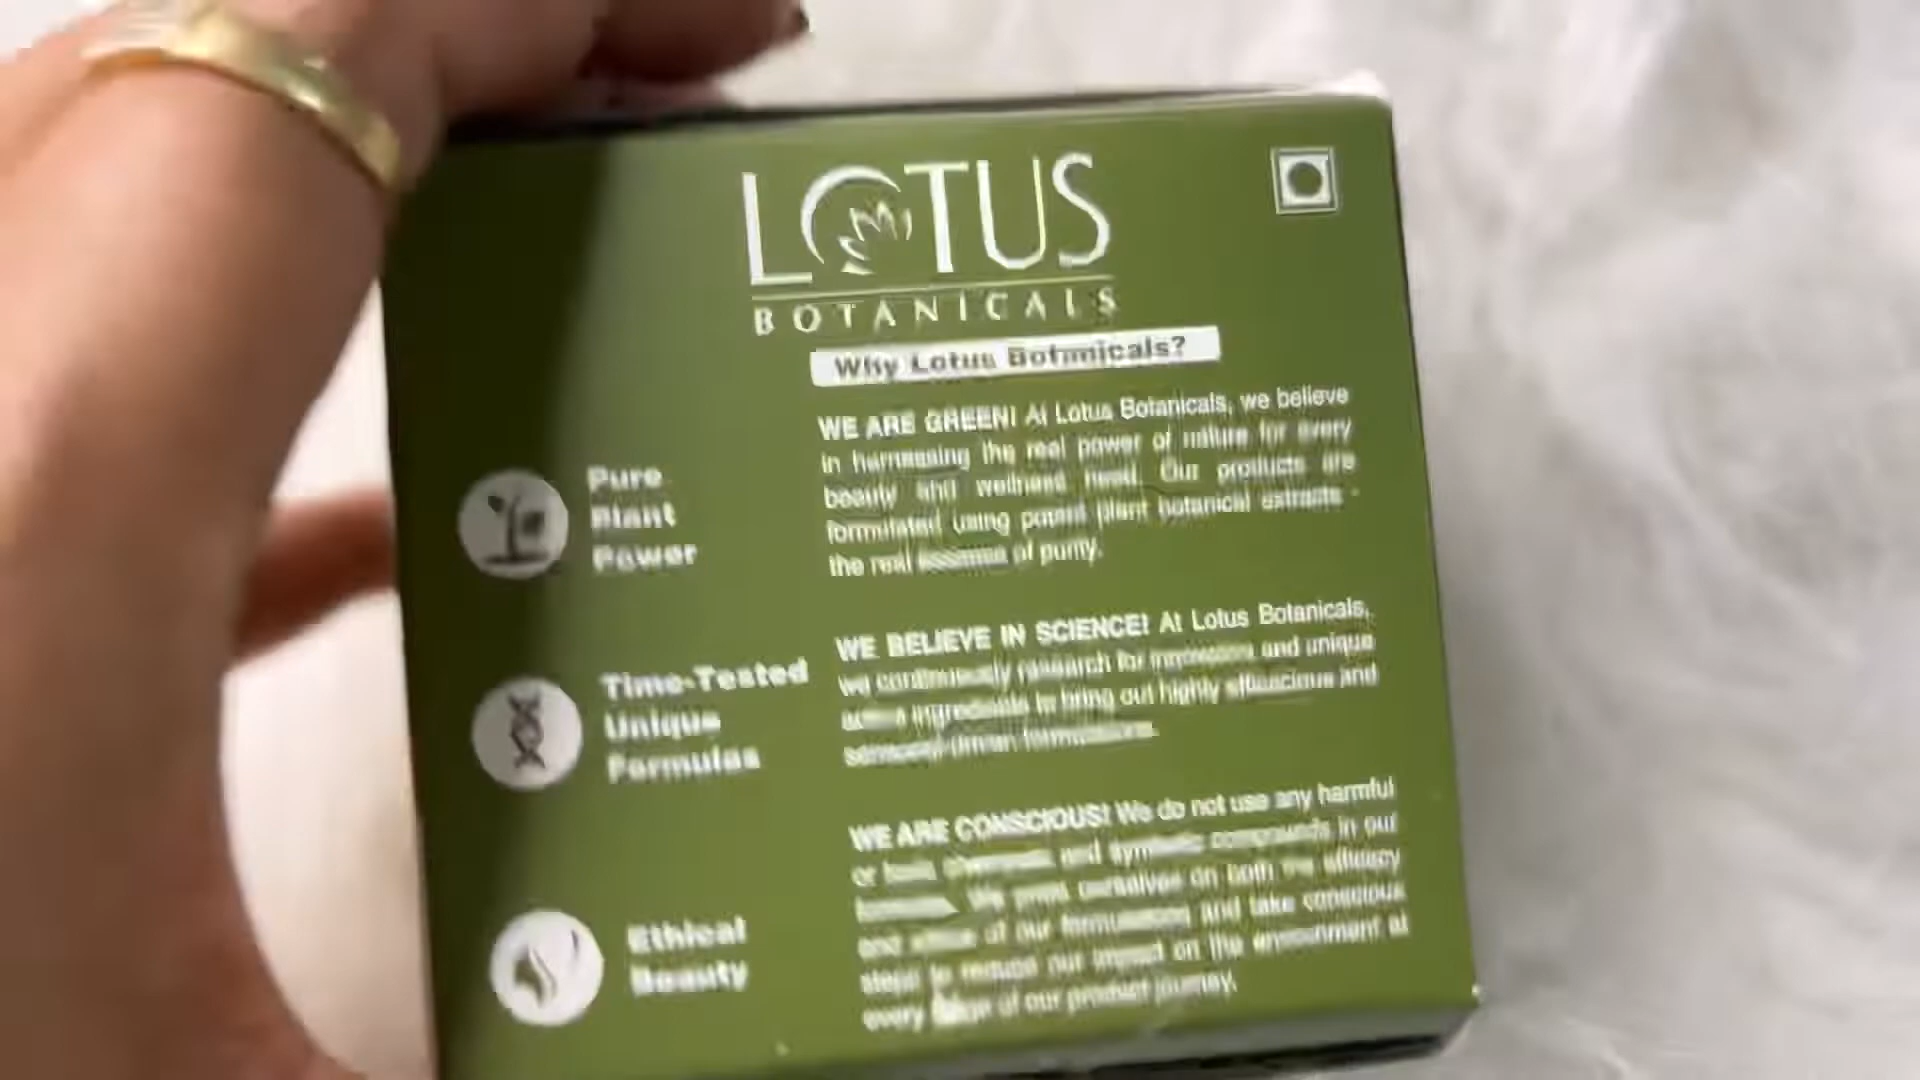 LOTUS
BOTANICALS
Why Lotus Botanicals?
Pure
Plant
Power
WE ARE GREEN! At Lotus Botanicals, we believe
in harnessing the real power of nature for every
beauty and wellness need. Our products are
formulated using potent plant botanical extracts -
the real essence of purity.
Time-Tested
Unique
Formulas
WE BELIEVE IN SCIENCE! At Lotus Botanicals,
we continuously research for innovative and unique
active ingredients to bring out highly efficacious and
formulations.
Ethical
Beauty
WE ARE CONSCIOUS! We do not use any harmful
or toxic chemicals and synthetic compounds in our
We pride ourselves on both the efficacy
and of our formulations and take conscious
steps to reduce our impact on the environment at
every stage of our product journey.